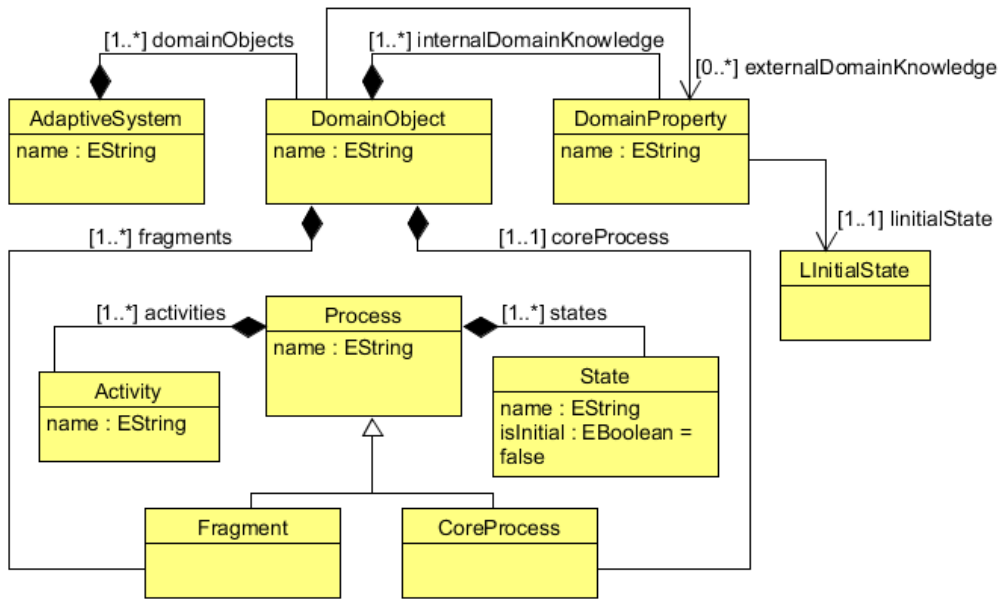 [1..*] domainObjects
[1..*] internalDomainKnowledge
[0..*] externalDomainKnowledge
AdaptiveSystem
name : EString
DomainObject
name : EString
DomainProperty
name : EString
[1..1] linitialState
LInitialState
[1..*] fragments
[1..1] coreProcess
[1..*] activities
Process
name : EString
[1..*] states
Activity
name : EString
State
name : EString
isInitial : EBoolean =
false
Fragment
CoreProcess